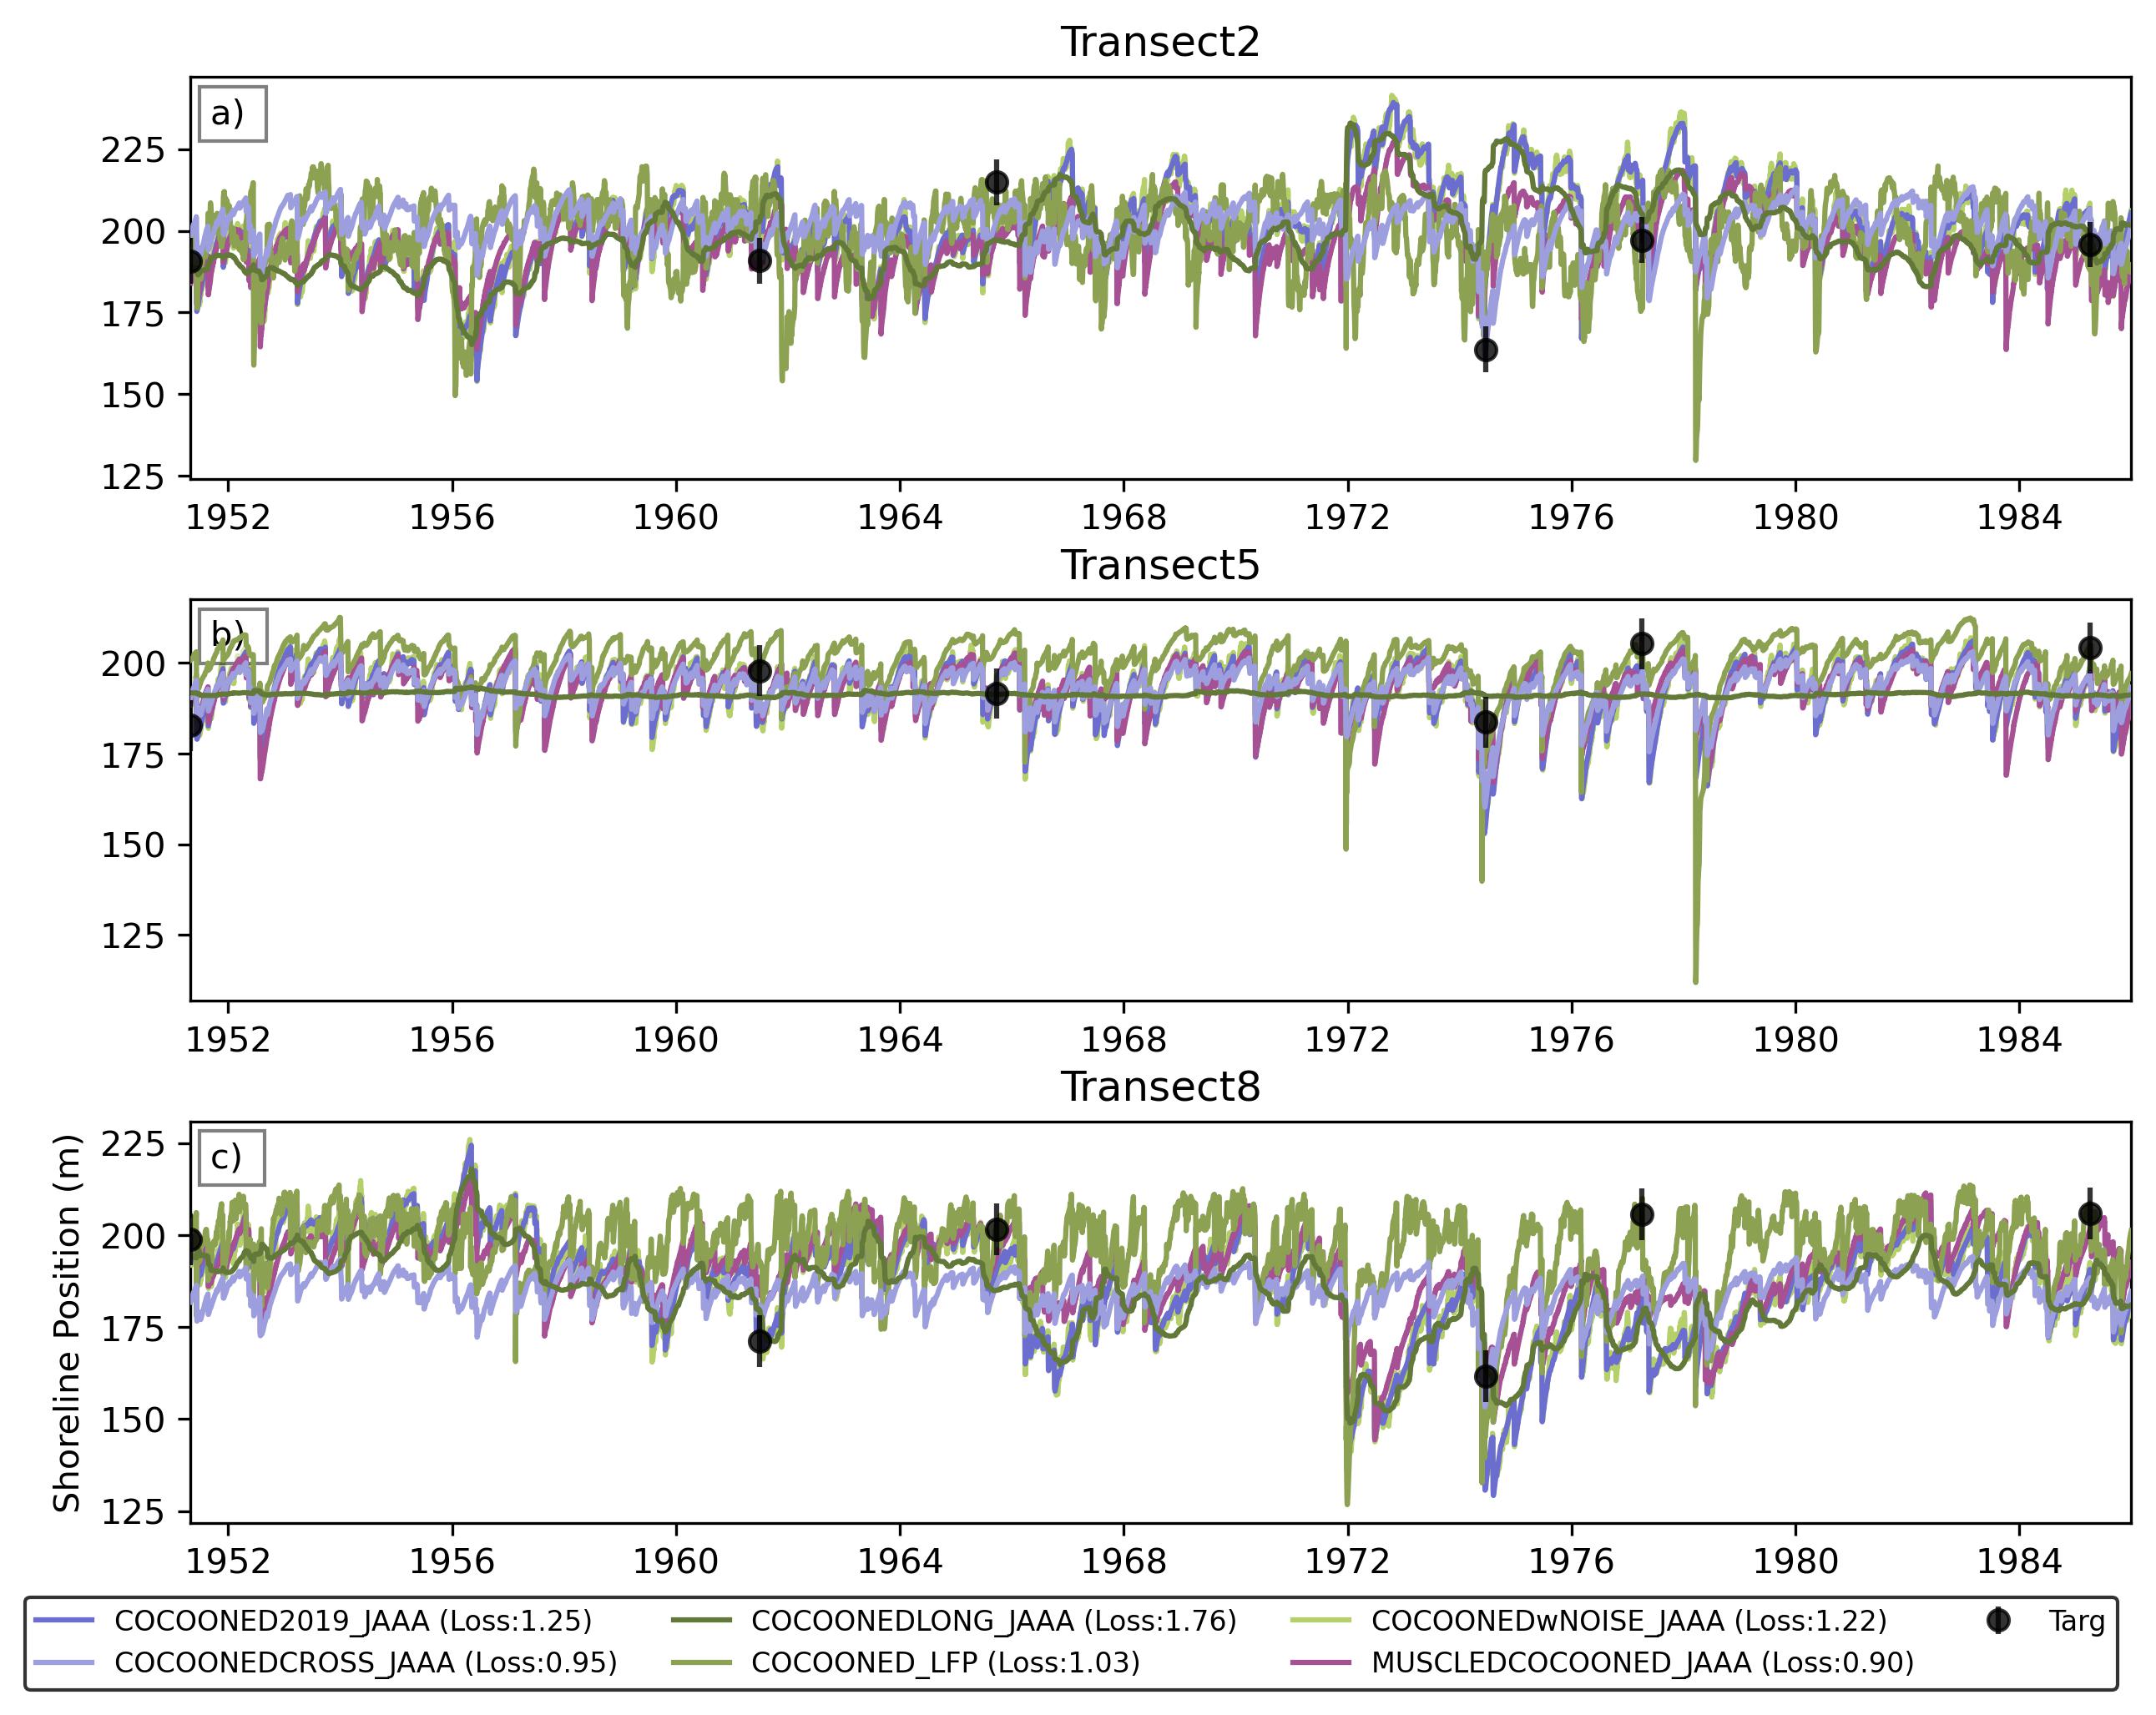 Transect2
a)
225
200
175
150
125
1952 1956 1960 1964 1968 1972 1976 1980 1984
Transect5
b)
200
175
150
125
1952 1956 1960 1964 1968 1972 1976 1980 1984
Transect8
c)
Shoreline Position (m)
225
200
175
150
125
1952 1956 1960 1964 1968 1972 1976 1980 1984
COCOONED2019_JAAA (Loss:1.25) COCOONEDLONG_JAAA (Loss:1.76) COCOONEDwNOISE_JAAA (Loss:1.22) Targ
COCOONEDCROSS_JAAA (Loss:0.95) COCOONED_LFP (Loss:1.03) MUSCLEDCOCOONED_JAAA (Loss:0.90)